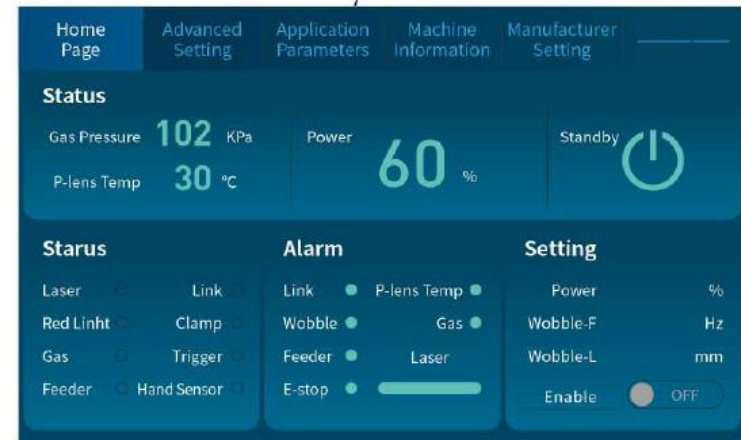 Home Page
Advanced Setting
Application Parameters
Machine Information
Manufacturer Setting
Status
Gas Pressure 102 KPa
P-lens Temp 30 °C
Power 60 %
Standby
Starus
Laser Link
Red Linht Clamp
Gas Trigger
Feeder Hand Sensor
Alarm
Link P-lens Temp
Wobble Gas
Feeder Laser
E-stop
Setting
Power %
Wobble-F Hz
Wobble-L mm
Enable OFF